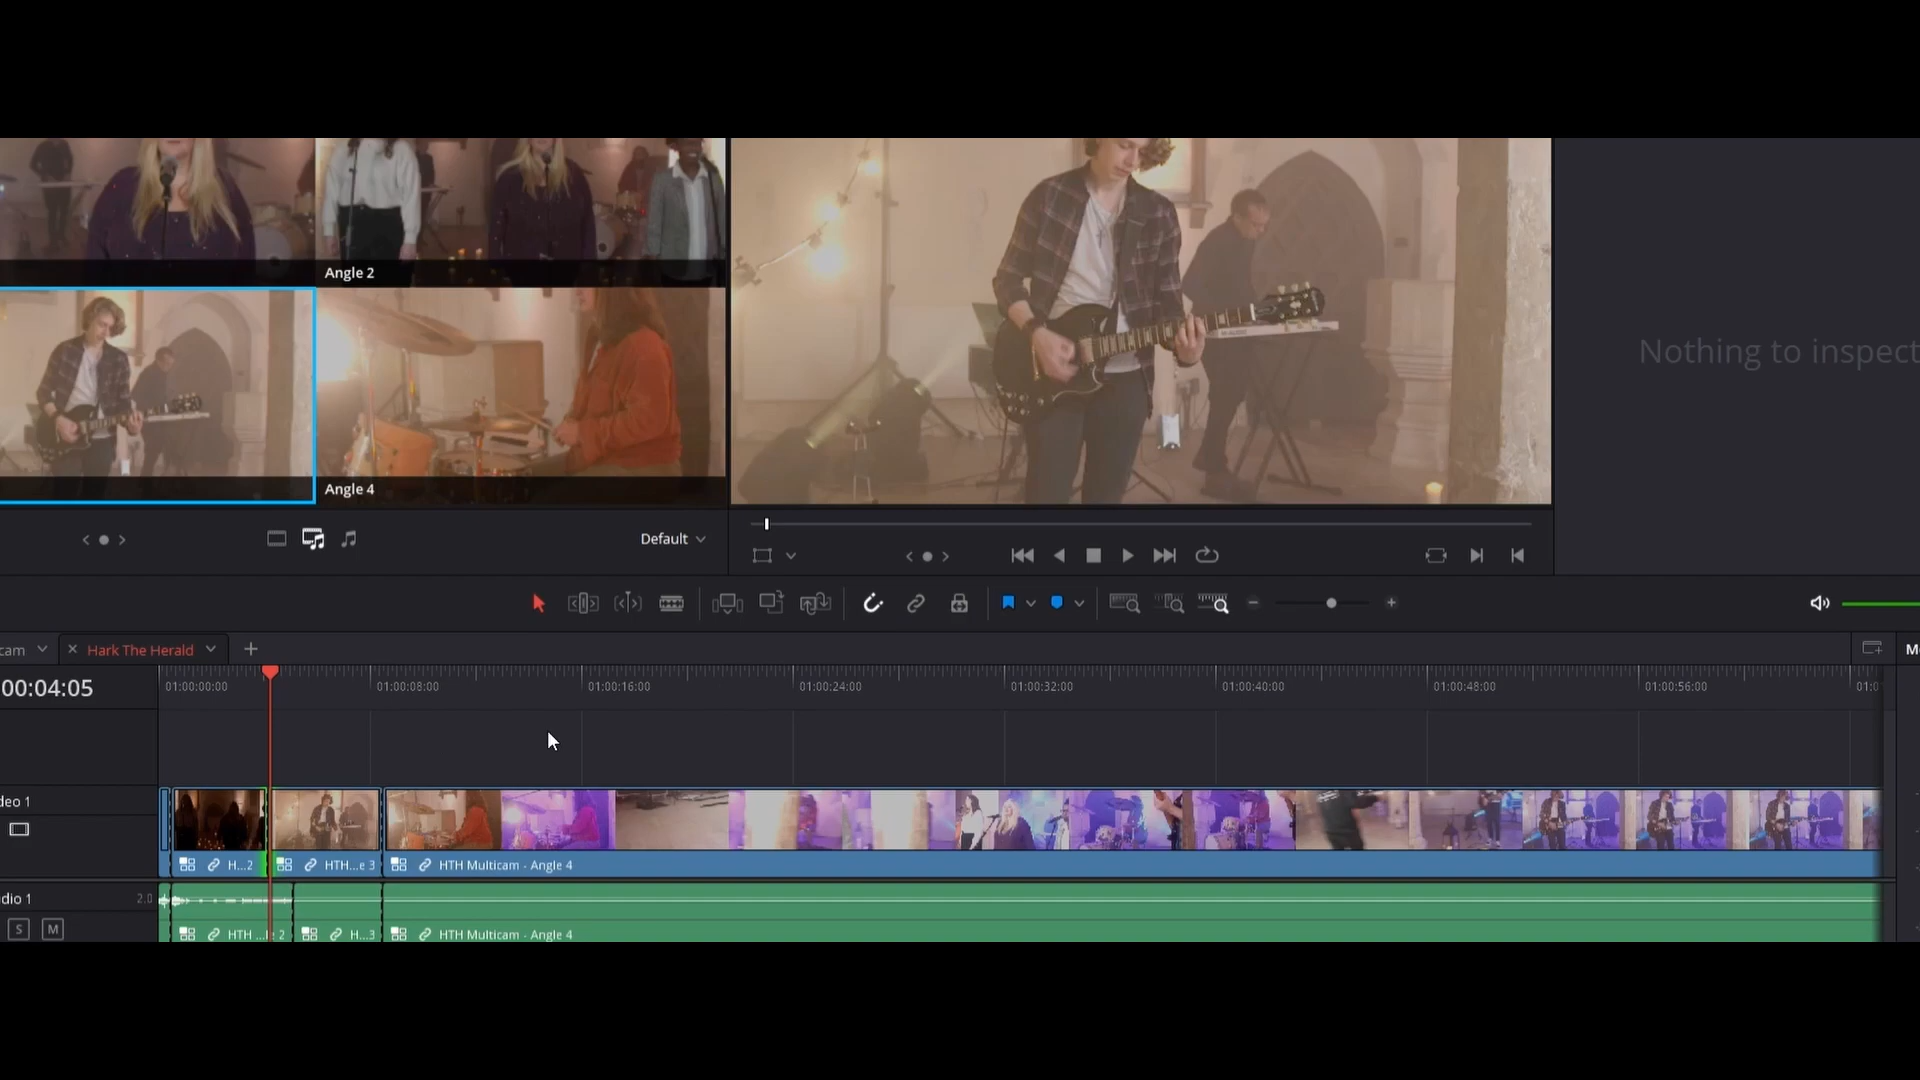 Angle 2
Angle 4
Nothing to inspect
Default
cam
Hark The Herald
00:04:05
01:00:00:00
01:00:08:00
01:00:16:00
01:00:24:00
01:00:32:00
01:00:40:00
01:00:48:00
01:00:56:00
01:0
deo 1
H...2
HTH...e 3
HTH Multicam - Angle 4
dio 1
2.0
S
M
H...3
HTH Multicam - Angle 4